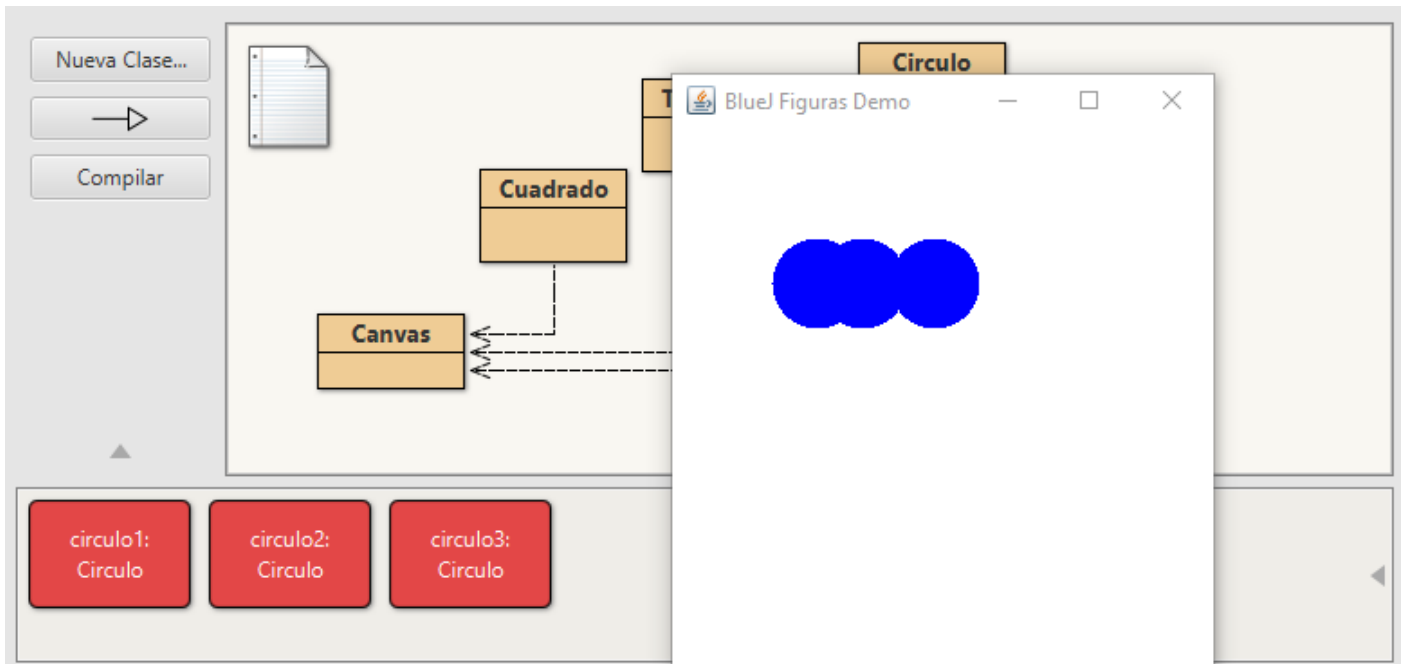 Nueva Clase...
Compilar
Circulo
T
BlueJ Figuras Demo
Cuadrado
Canvas
circulo1:
Circulo
circulo2:
Circulo
circulo3:
Circulo